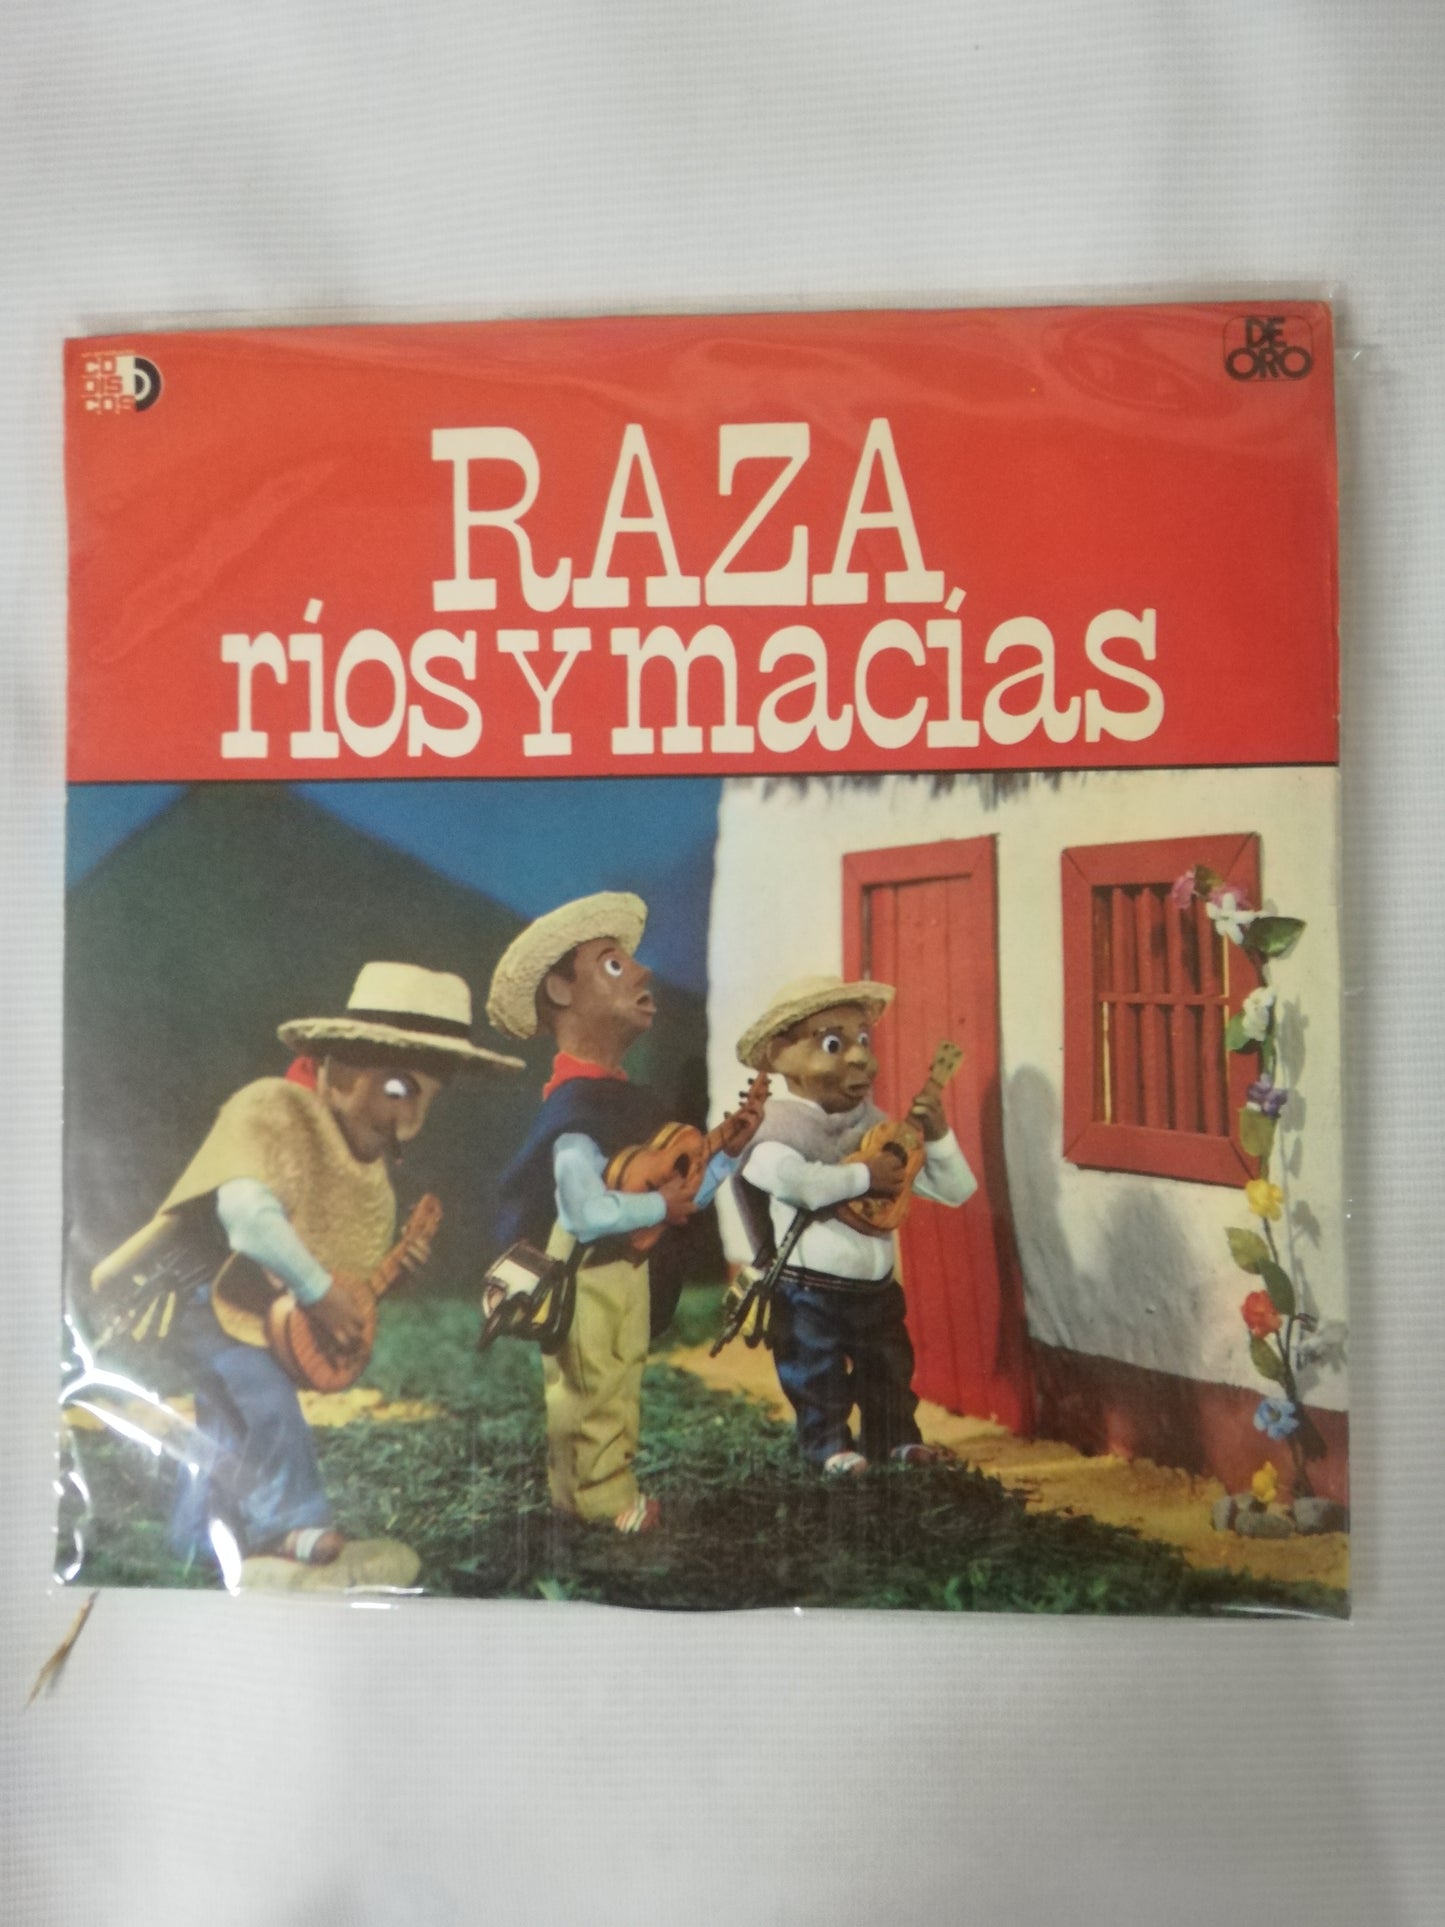 CO
DIS
COS
DE
ORO
RAZA
ríos y macías